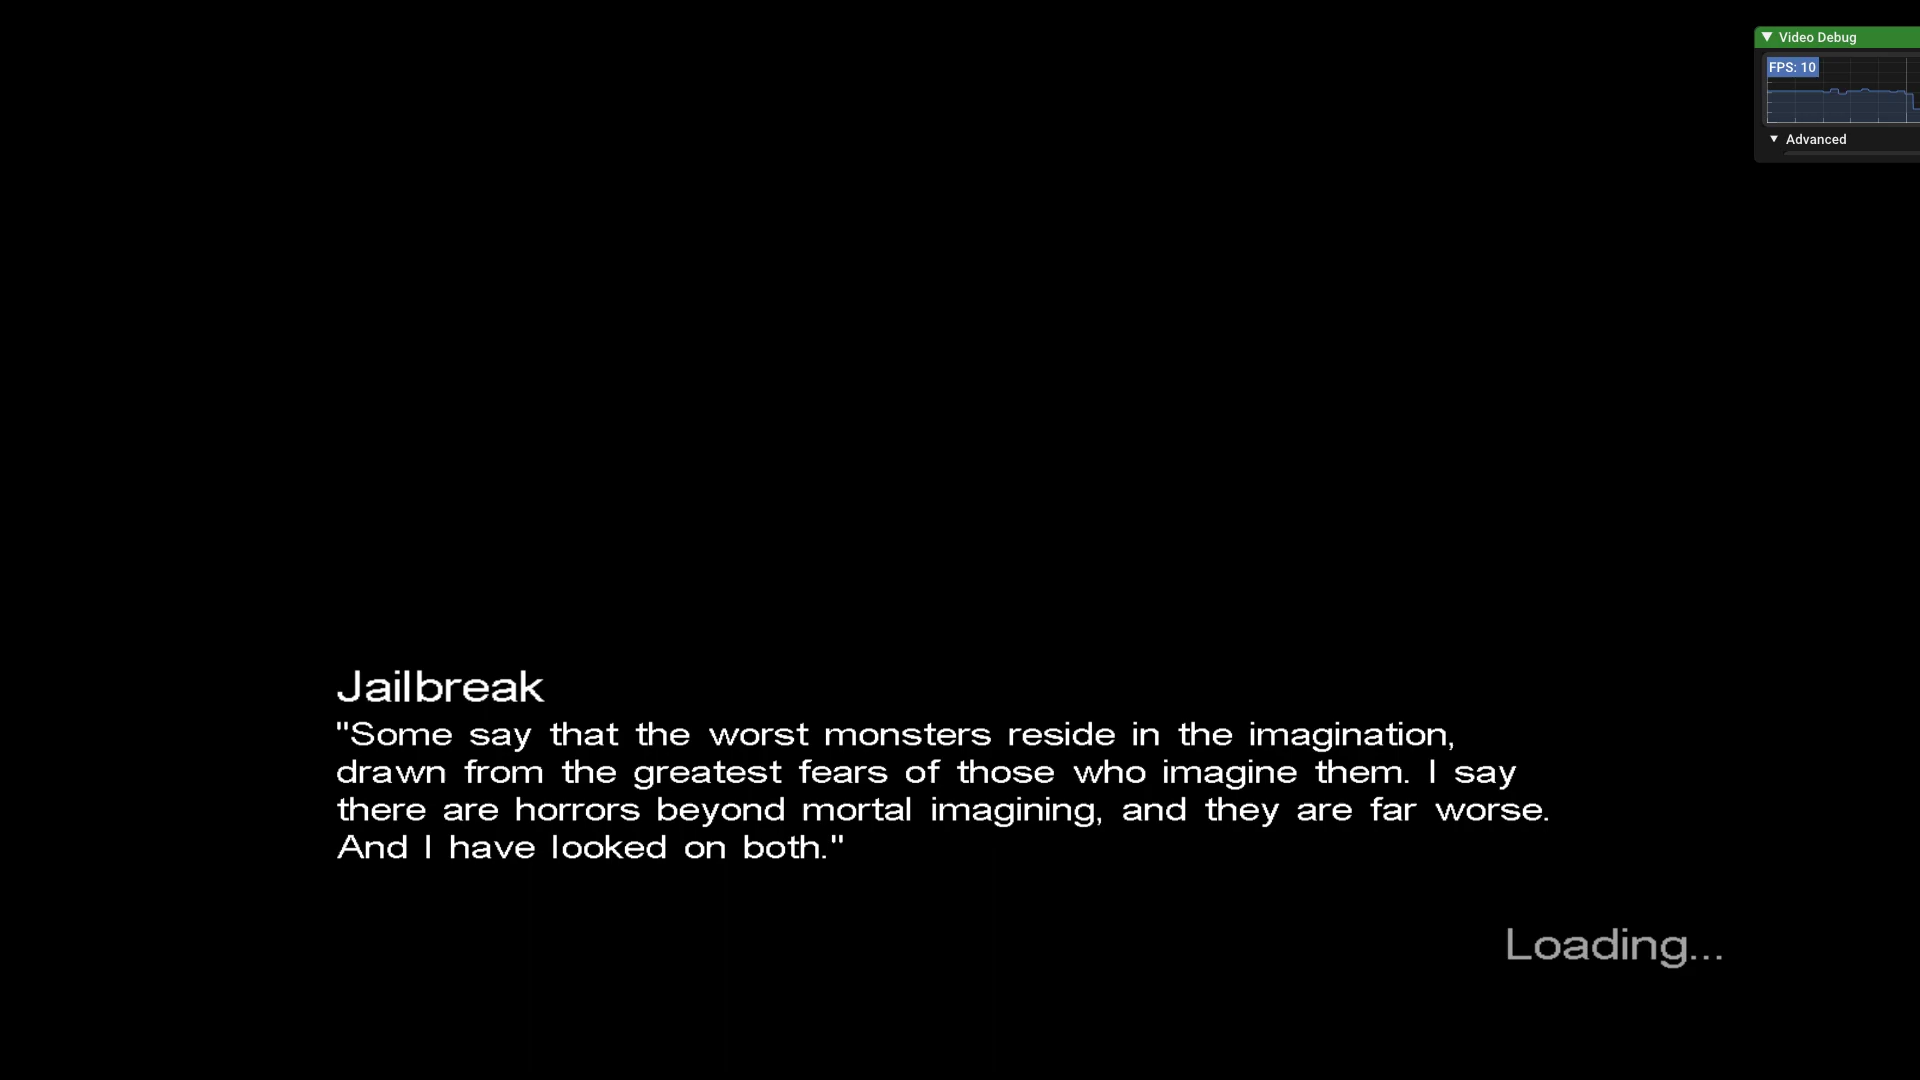 Video Debug
FPS: 10
Advanced
Jailbreak
"Some say that the worst monsters reside in the imagination,
drawn from the greatest fears of those who imagine them. I say
there are horrors beyond mortal imagining, and they are far worse.
And I have looked on both."
Loading...